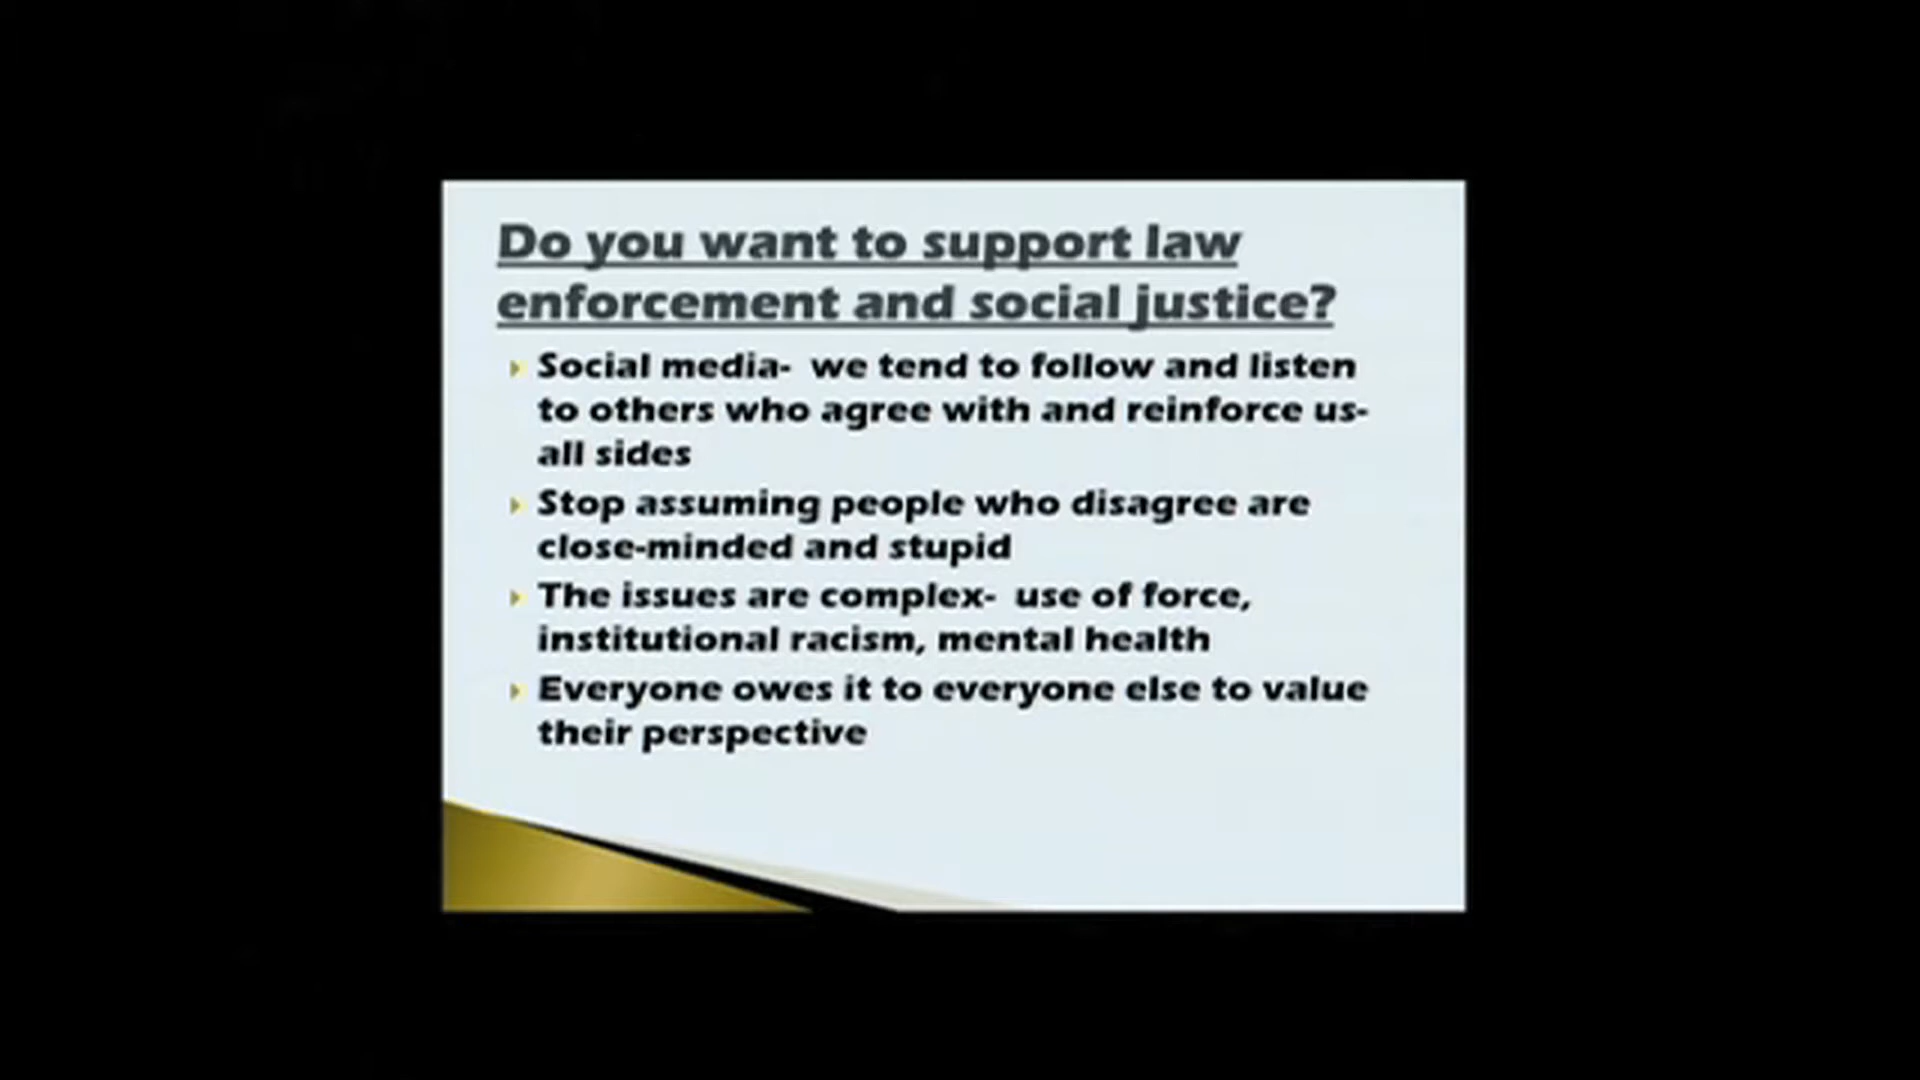 Do you want to support law
enforcement and social justice?
Social media-  we tend to follow and listen
to others who agree with and reinforce us-
all sides
Stop assuming people who disagree are
close-minded and stupid
The issues are complex-  use of force,
institutional racism, mental health
Everyone owes it to everyone else to value
their perspective